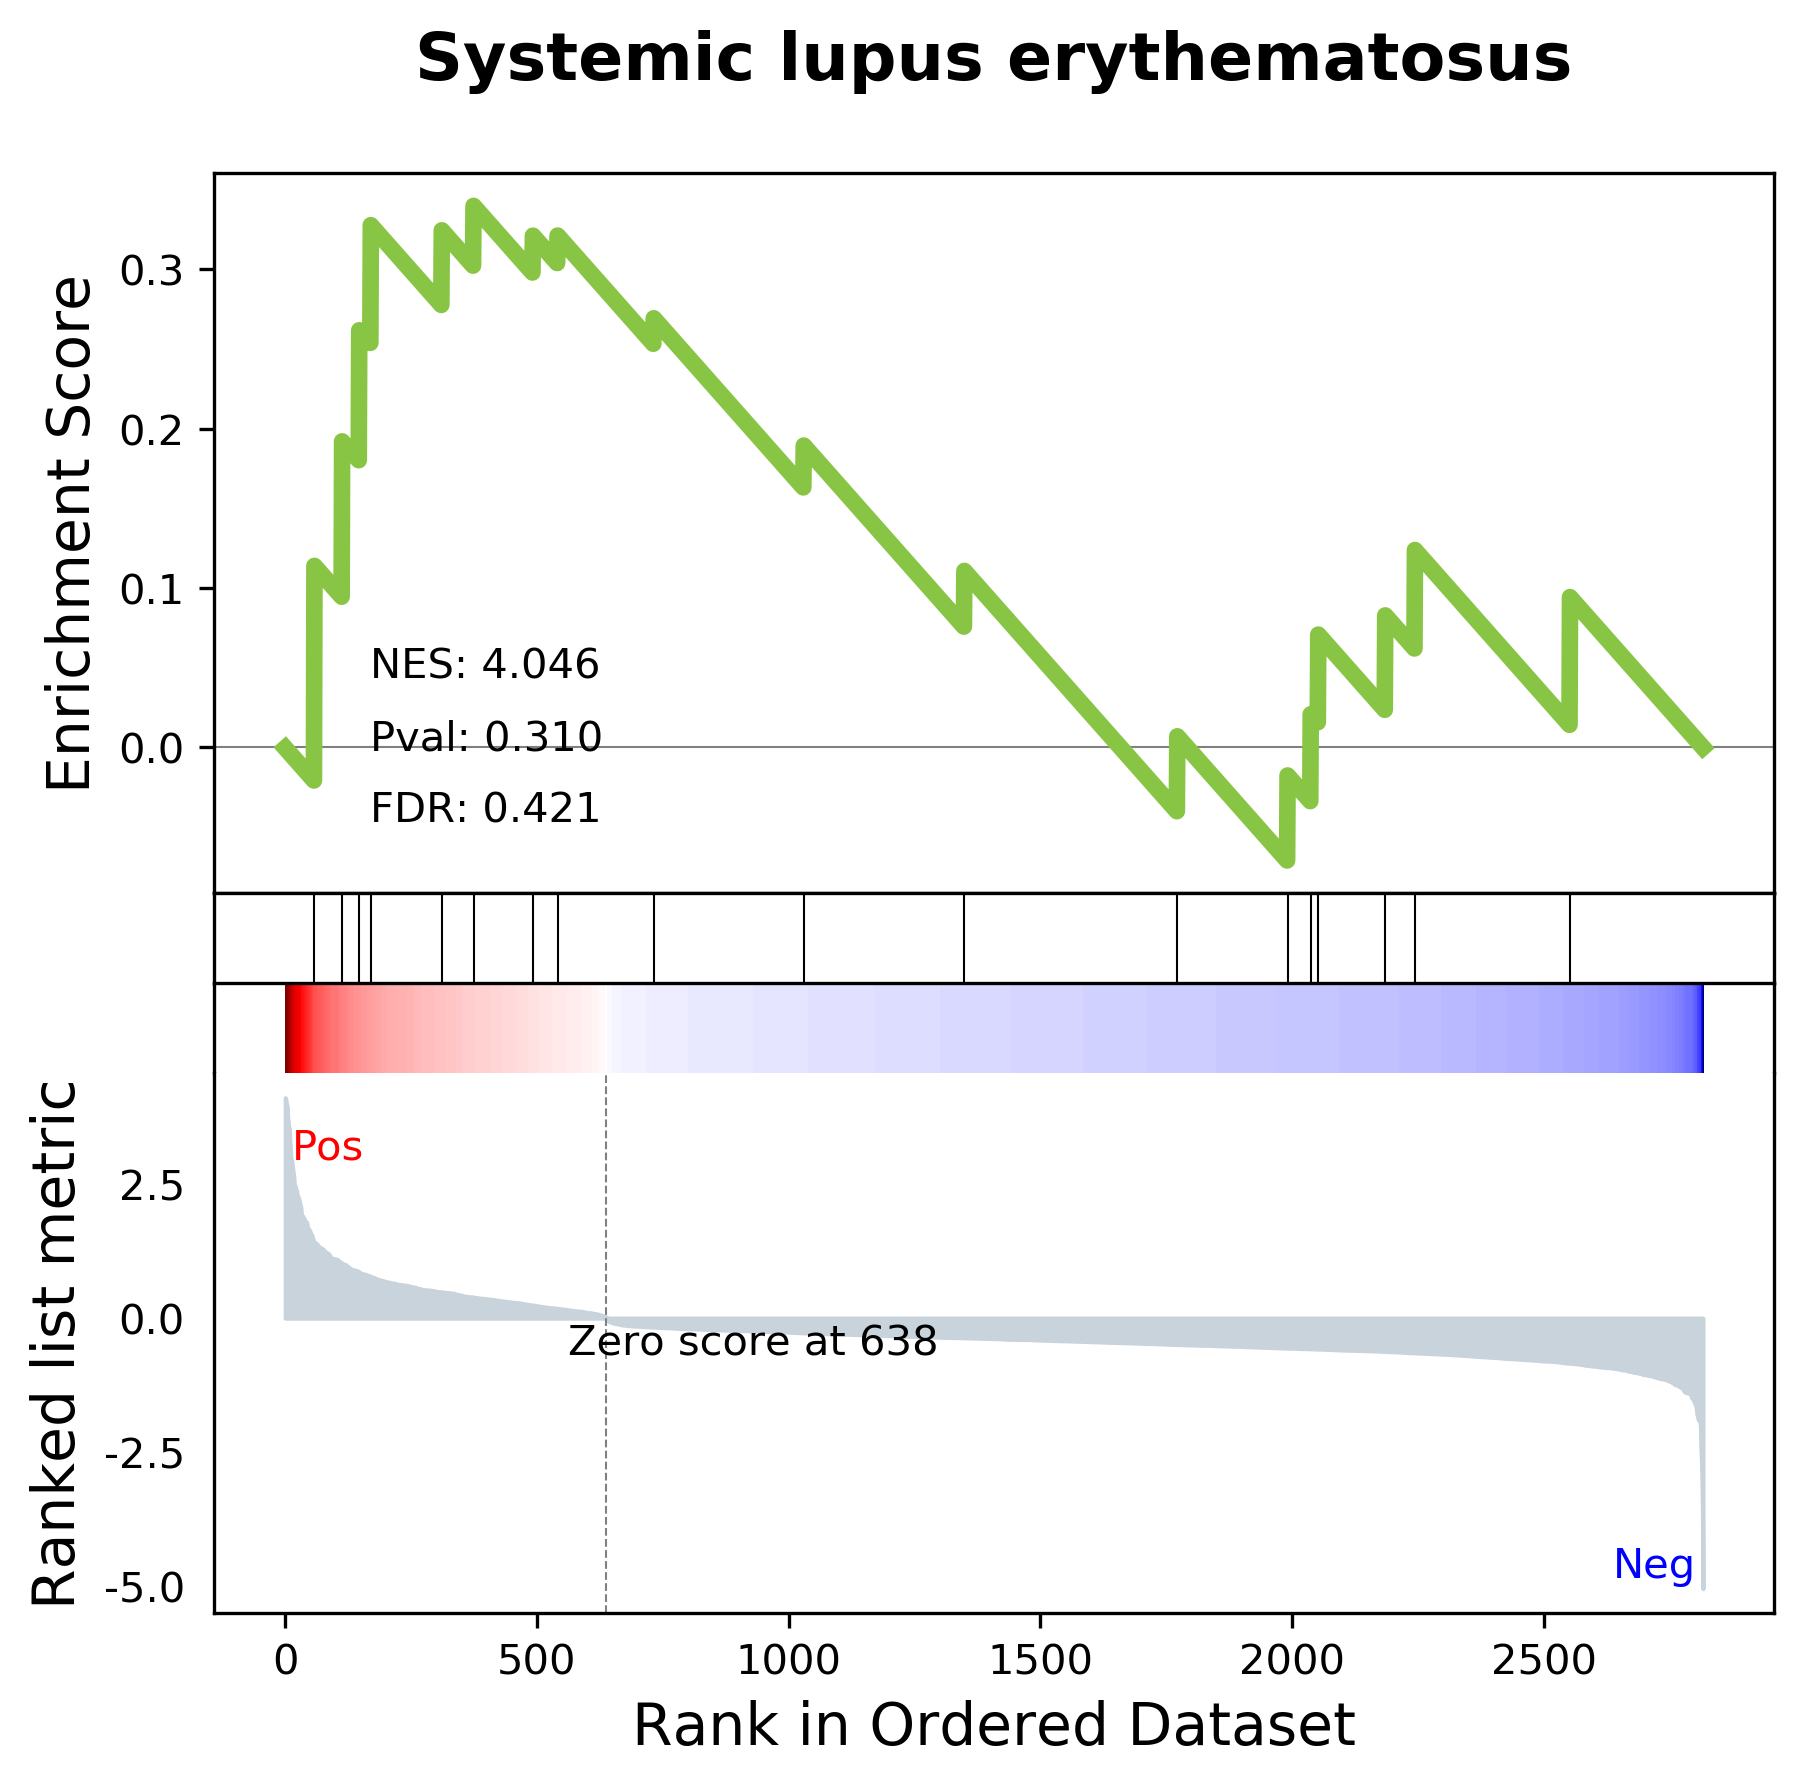 Systemic lupus erythematosus
Enrichment Score
0.3
0.2
0.1
0.0
NES: 4.046
Pval: 0.310
FDR: 0.421
Ranked list metric
2.5
0.0
-2.5
-5.0
Pos
Zero score at 638
Neg
0 500 1000 1500 2000 2500
Rank in Ordered Dataset